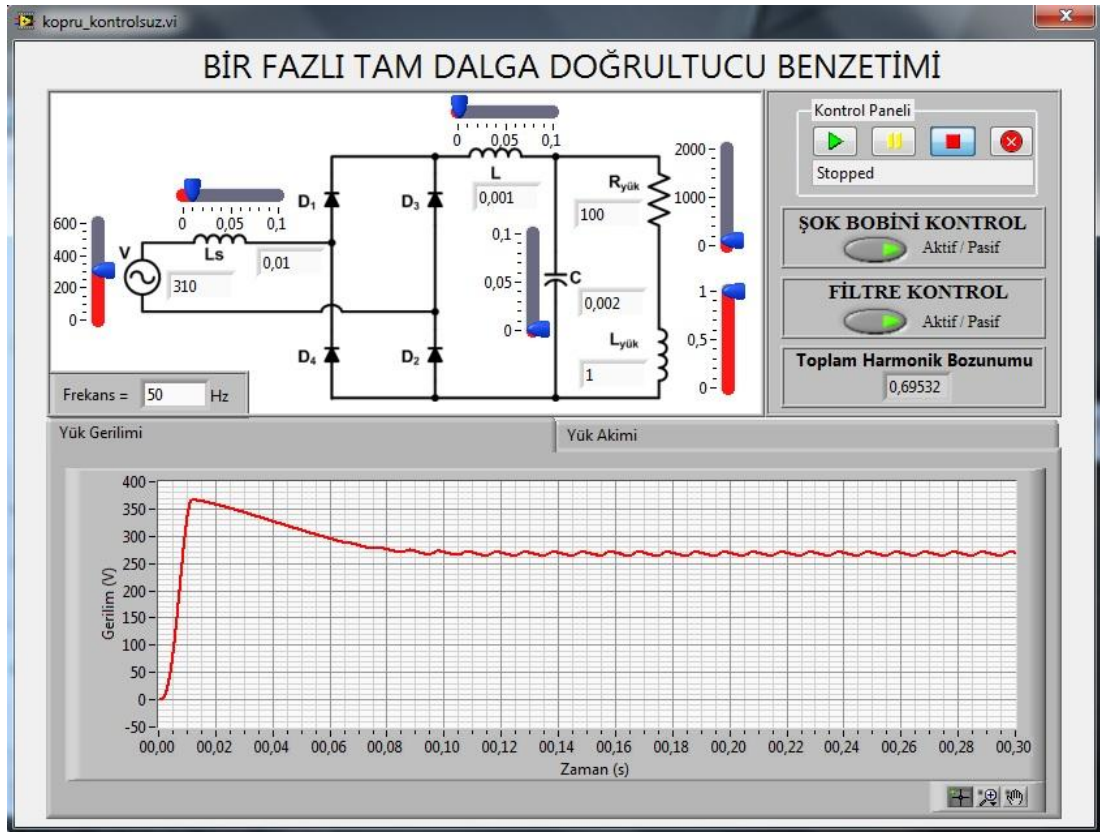 kopru_kontrolsuz.vi
BİR FAZLI TAM DALGA DOĞRULTUCU BENZETİMİ
0 0,05 0,1
L
0,001
D₁
D₃
0 0,05 0,1
Ls
0,01
600
400
200
0
V
310
0,1
0,05
0
C
0,002
R yük
100
2000
1000
0
L yük
1
1
0,5
0
D₄
D₂
Frekans = 50 Hz
Kontrol Paneli
Stopped
ŞOK BOBİNİ KONTROL
Aktif / Pasif
FİLTRE KONTROL
Aktif / Pasif
Toplam Harmonik Bozunumu
0,69532
Yük Gerilimi
Yük Akimi
Gerilim (V)
400
350
300
250
200
150
100
50
0
-50
00,00 00,02 00,04 00,06 00,08 00,10 00,12 00,14 00,16 00,18 00,20 00,22 00,24 00,26 00,28 00,30
Zaman (s)